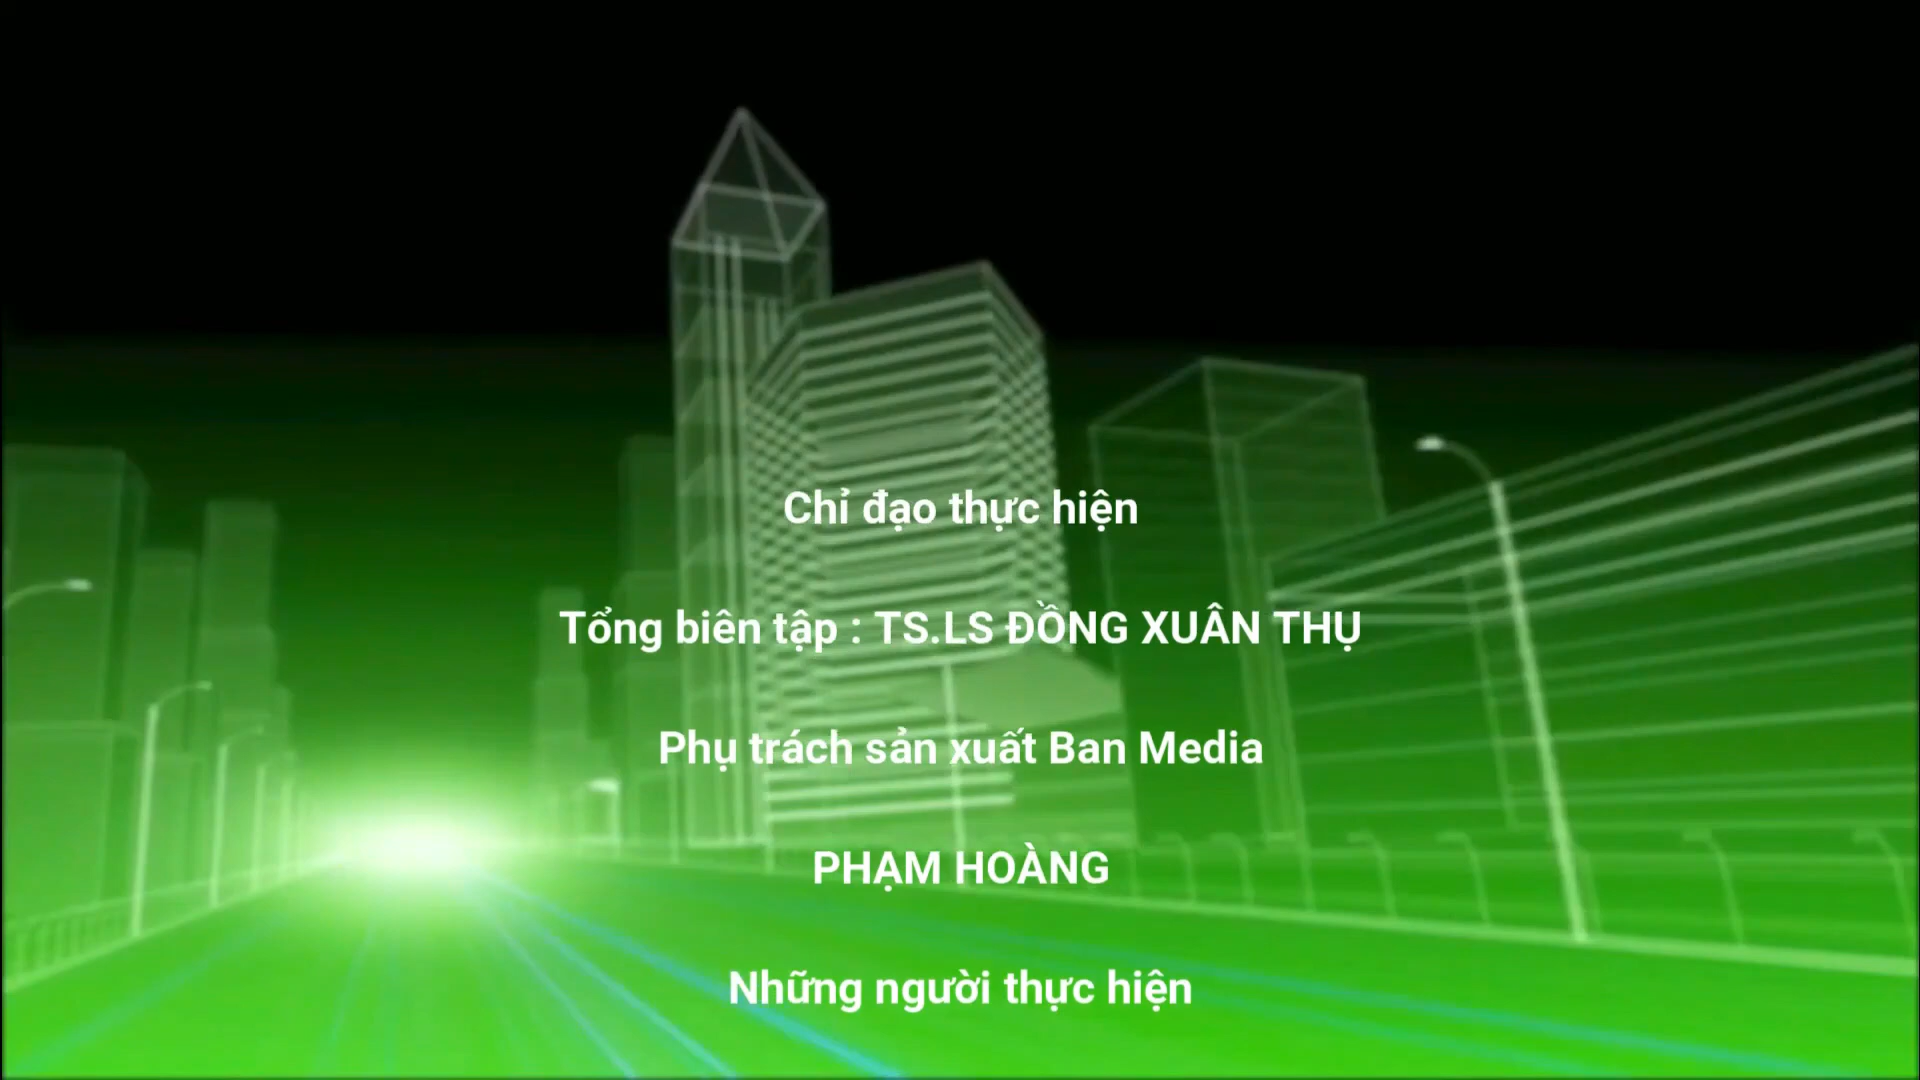 Chỉ đạo thực hiện
Tổng biên tập : TS.LS ĐỒNG XUÂN THỤ
Phụ trách sản xuất Ban Media
PHẠM HOÀNG
Những người thực hiện